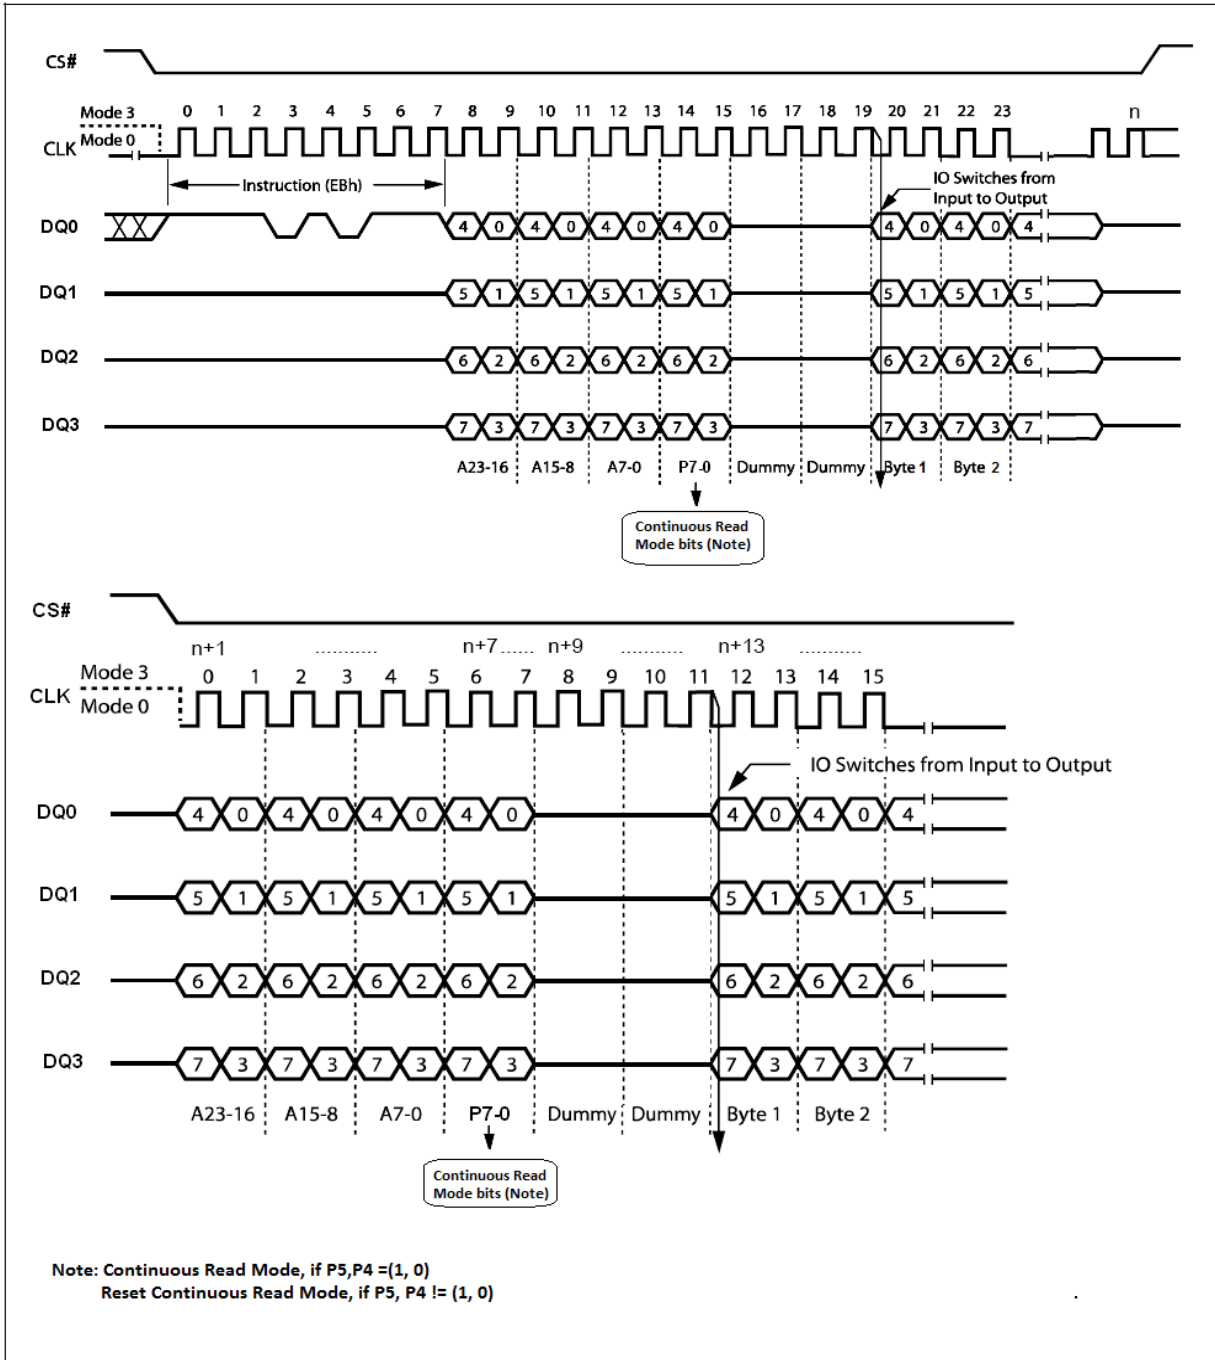 CS#
Mode 3
0 1 2 3 4 5 6 7 8 9 10 11 12 13 14 15 16 17 18 19 20 21 22 23 n
CLK Mode 0
Instruction (EBh)
IO Switches from
Input to Output
DQ0 4 0 4 0 4 0 4 0 4 0 4 0 4
DQ1 5 1 5 1 5 1 5 1 5 1 5 1 5
DQ2 6 2 6 2 6 2 6 2 6 2 6 2 6
DQ3 7 3 7 3 7 3 7 3 7 3 7 3 7
A23-16 A15-8 A7-0 P7-0 Dummy Dummy Byte 1 Byte 2
Continuous Read
Mode bits (Note)
CS#
n+1 ........... n+7 ...... n+9 ........... n+13 ...........
Mode 3 0 1 2 3 4 5 6 7 8 9 10 11 12 13 14 15
CLK Mode 0
IO Switches from Input to Output
DQ0 4 0 4 0 4 0 4 0 4 0 4 0 4
DQ1 5 1 5 1 5 1 5 1 5 1 5 1 5
DQ2 6 2 6 2 6 2 6 2 6 2 6 2 6
DQ3 7 3 7 3 7 3 7 3 7 3 7 3 7
A23-16 A15-8 A7-0 P7-0 Dummy Dummy Byte 1 Byte 2
Continuous Read
Mode bits (Note)
Note: Continuous Read Mode, if P5,P4 =(1, 0)
Reset Continuous Read Mode, if P5, P4 != (1, 0)
.